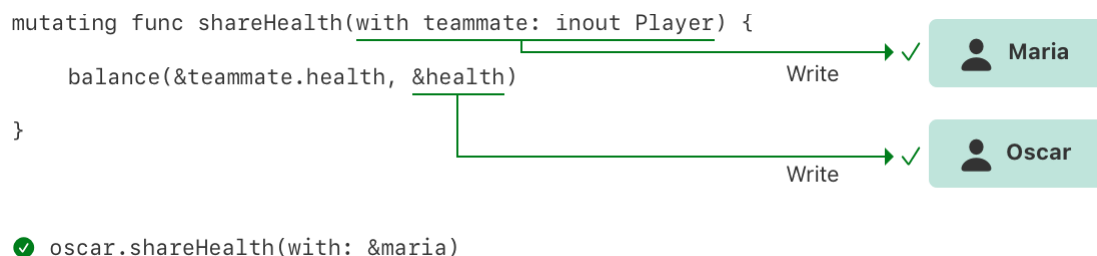 mutating func shareHealth(with teammate: inout Player) {
Maria
Write
balance(&teammate.health, &health)
}
Oscar
Write
oscar.shareHealth(with: &maria)